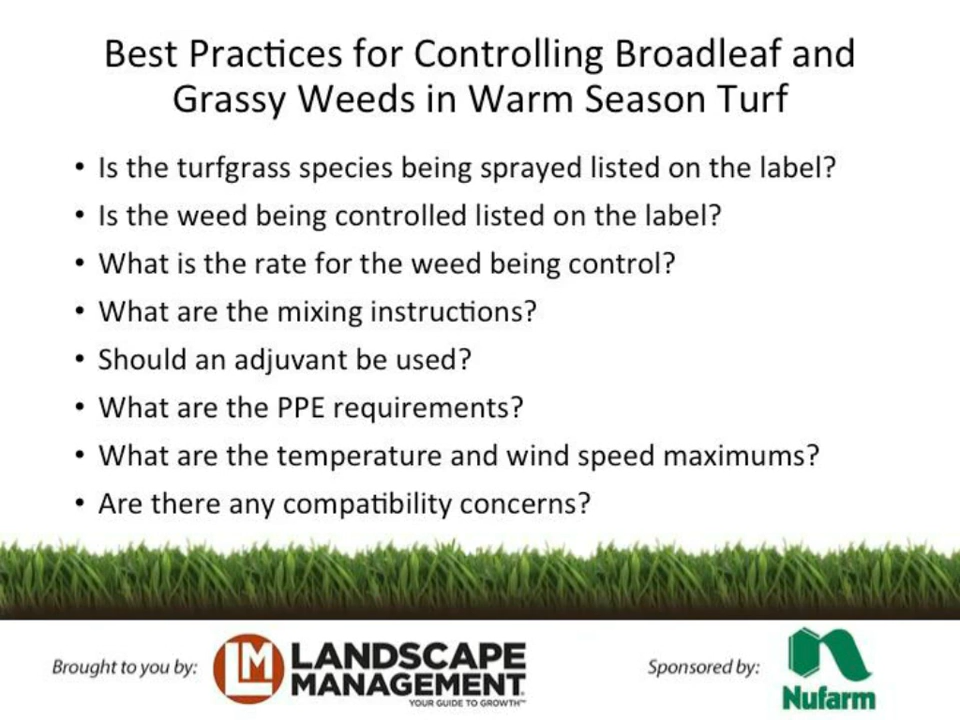 Best Practices for Controlling Broadleaf and
Grassy Weeds in Warm Season Turf
• Is the turfgrass species being sprayed listed on the label?
• Is the weed being controlled listed on the label?
• What is the rate for the weed being control?
• What are the mixing instructions?
• Should an adjuvant be used?
• What are the PPE requirements?
• What are the temperature and wind speed maximums?
• Are there any compatibility concerns?
Brought to you by:
LM
LANDSCAPE
MANAGEMENT
YOUR GUIDE TO GROWTH™
Sponsored by:
Nufarm